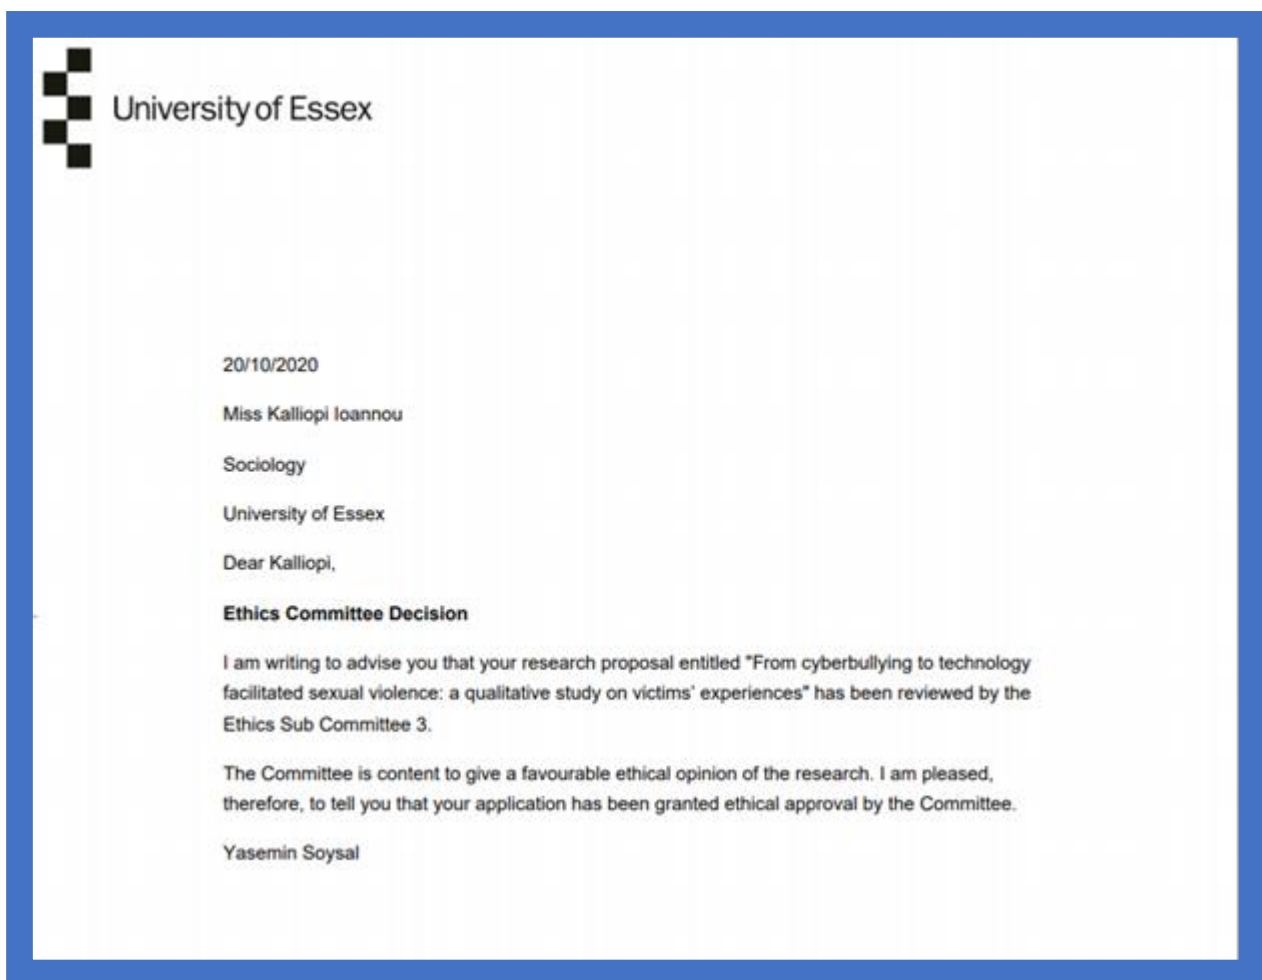 University of Essex
20/10/2020
Miss Kalliopi Ioannou
Sociology
University of Essex
Dear Kalliopi,
Ethics Committee Decision
I am writing to advise you that your research proposal entitled "From cyberbullying to technology
facilitated sexual violence: a qualitative study on victims' experiences" has been reviewed by the
Ethics Sub Committee 3.
The Committee is content to give a favourable ethical opinion of the research. I am pleased,
therefore, to tell you that your application has been granted ethical approval by the Committee.
Yasemin Soysal